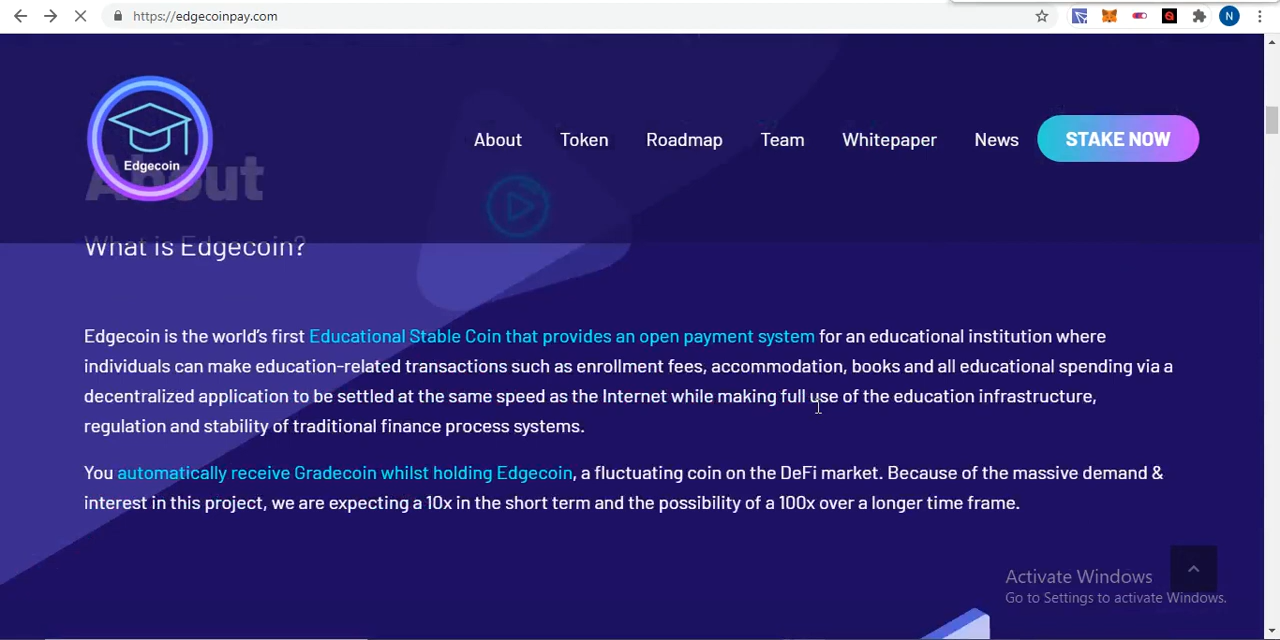 https://edgecoinpay.com
N
Edgecoin
About
Token
Roadmap
Team
Whitepaper
News
STAKE NOW
About
What is Edgecoin?
Edgecoin is the world's first Educational Stable Coin that provides an open payment system for an educational institution where
individuals can make education-related transactions such as enrollment fees, accommodation, books and all educational spending via a
decentralized application to be settled at the same speed as the Internet while making full use of the education infrastructure,
regulation and stability of traditional finance process systems.
You automatically receive Gradecoin whilst holding Edgecoin, a fluctuating coin on the DeFi market. Because of the massive demand &
interest in this project, we are expecting a 10x in the short term and the possibility of a 100x over a longer time frame.
Activate Windows
Go to Settings to activate Windows.